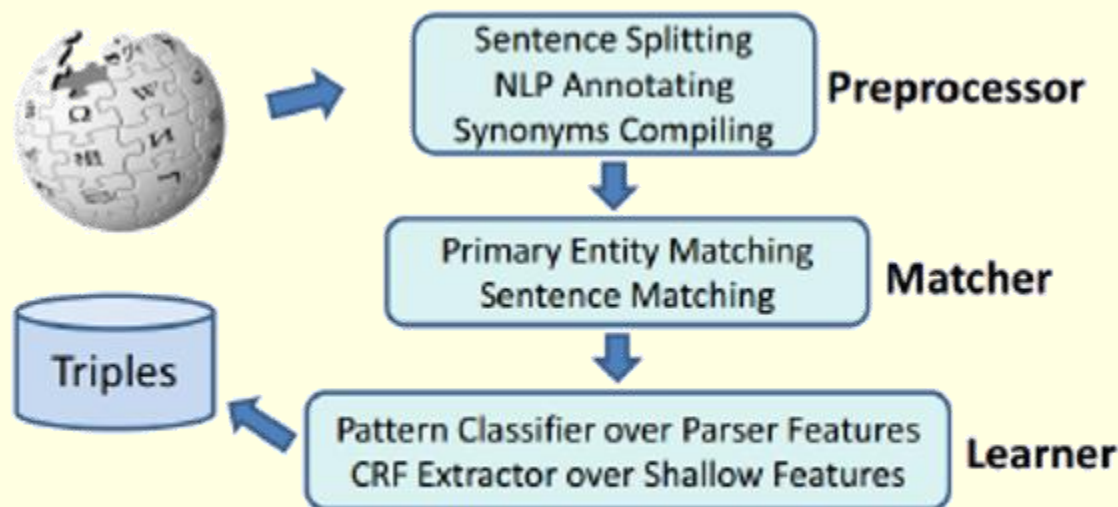 Sentence Splitting
NLP Annotating
Synonyms Compiling
Preprocessor
Primary Entity Matching
Sentence Matching
Matcher
Triples
Pattern Classifier over Parser Features
CRF Extractor over Shallow Features
Learner